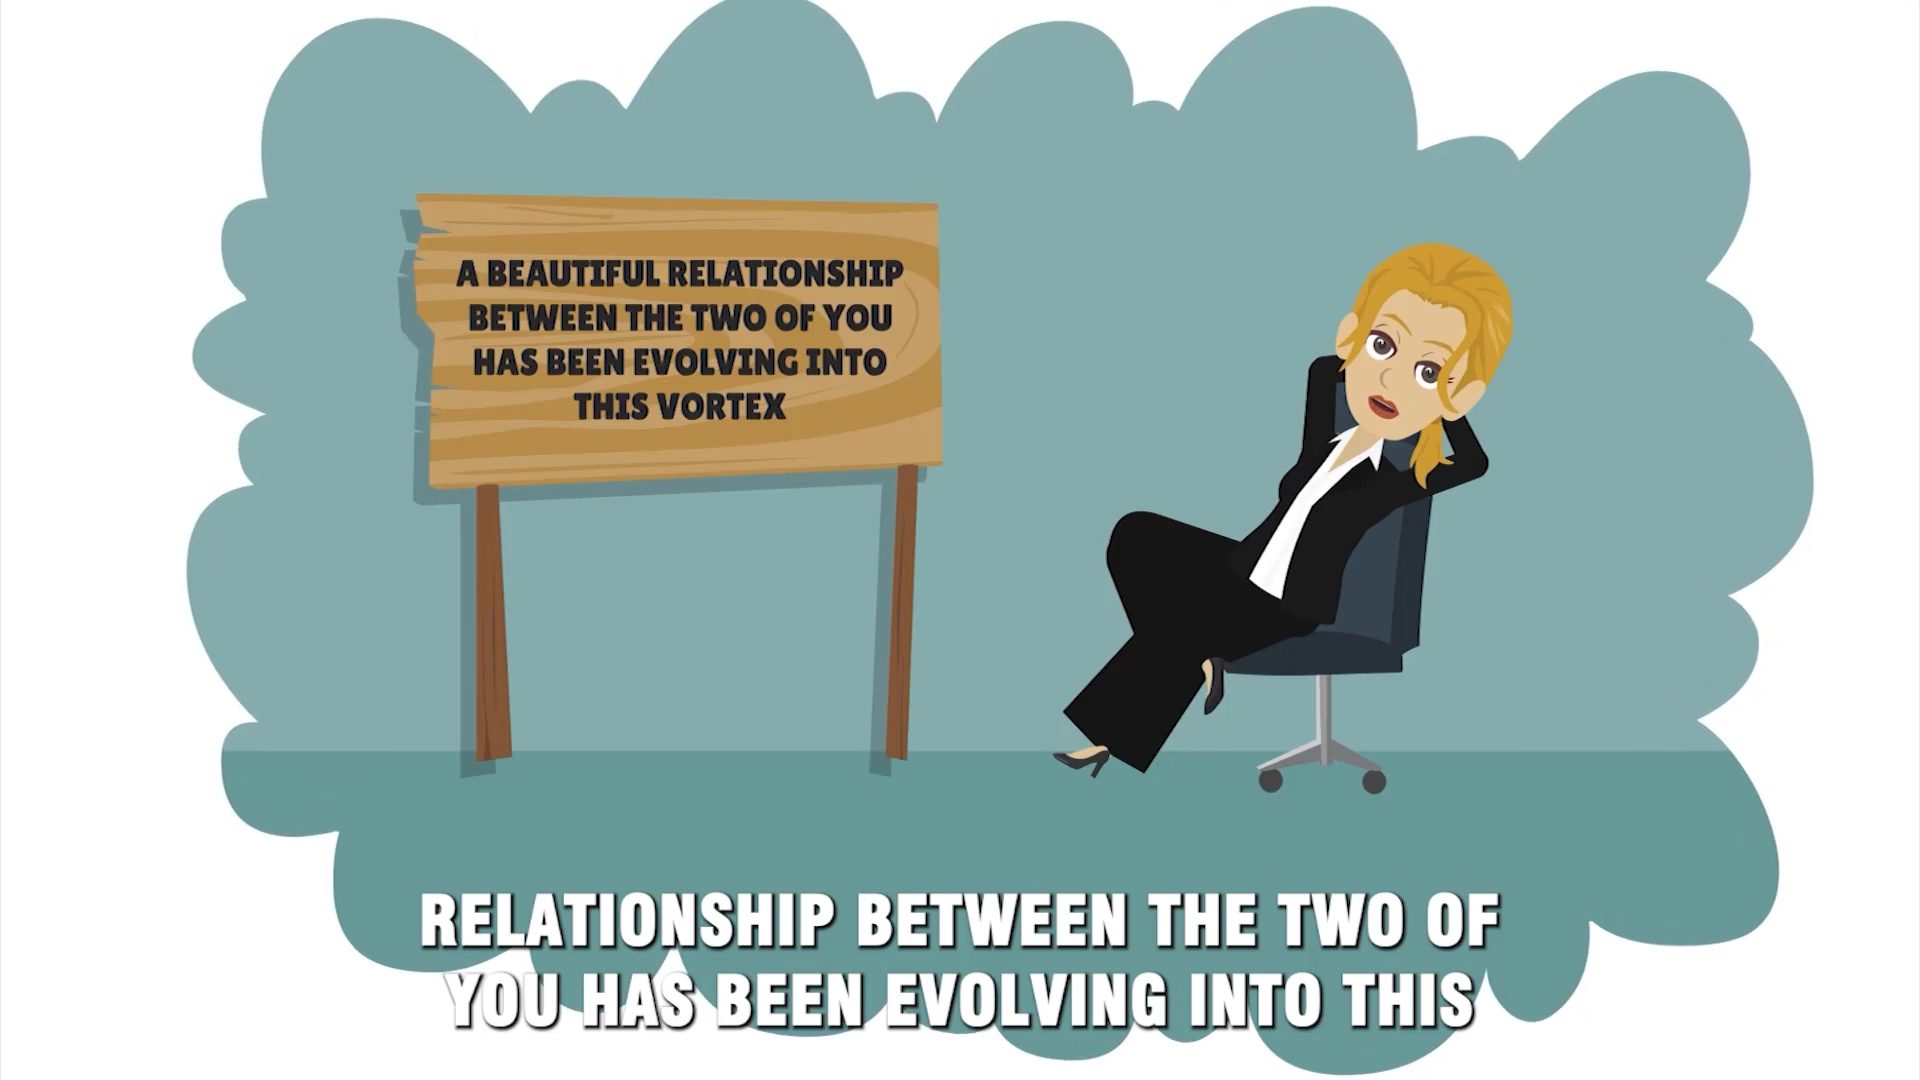 A BEAUTIFUL RELATIONSHIP
BETWEEN THE TWO OF YOU
HAS BEEN EVOLVING INTO
THIS VORTEX
RELATIONSHIP BETWEEN THE TWO OF
YOU HAS BEEN EVOLVING INTO THIS